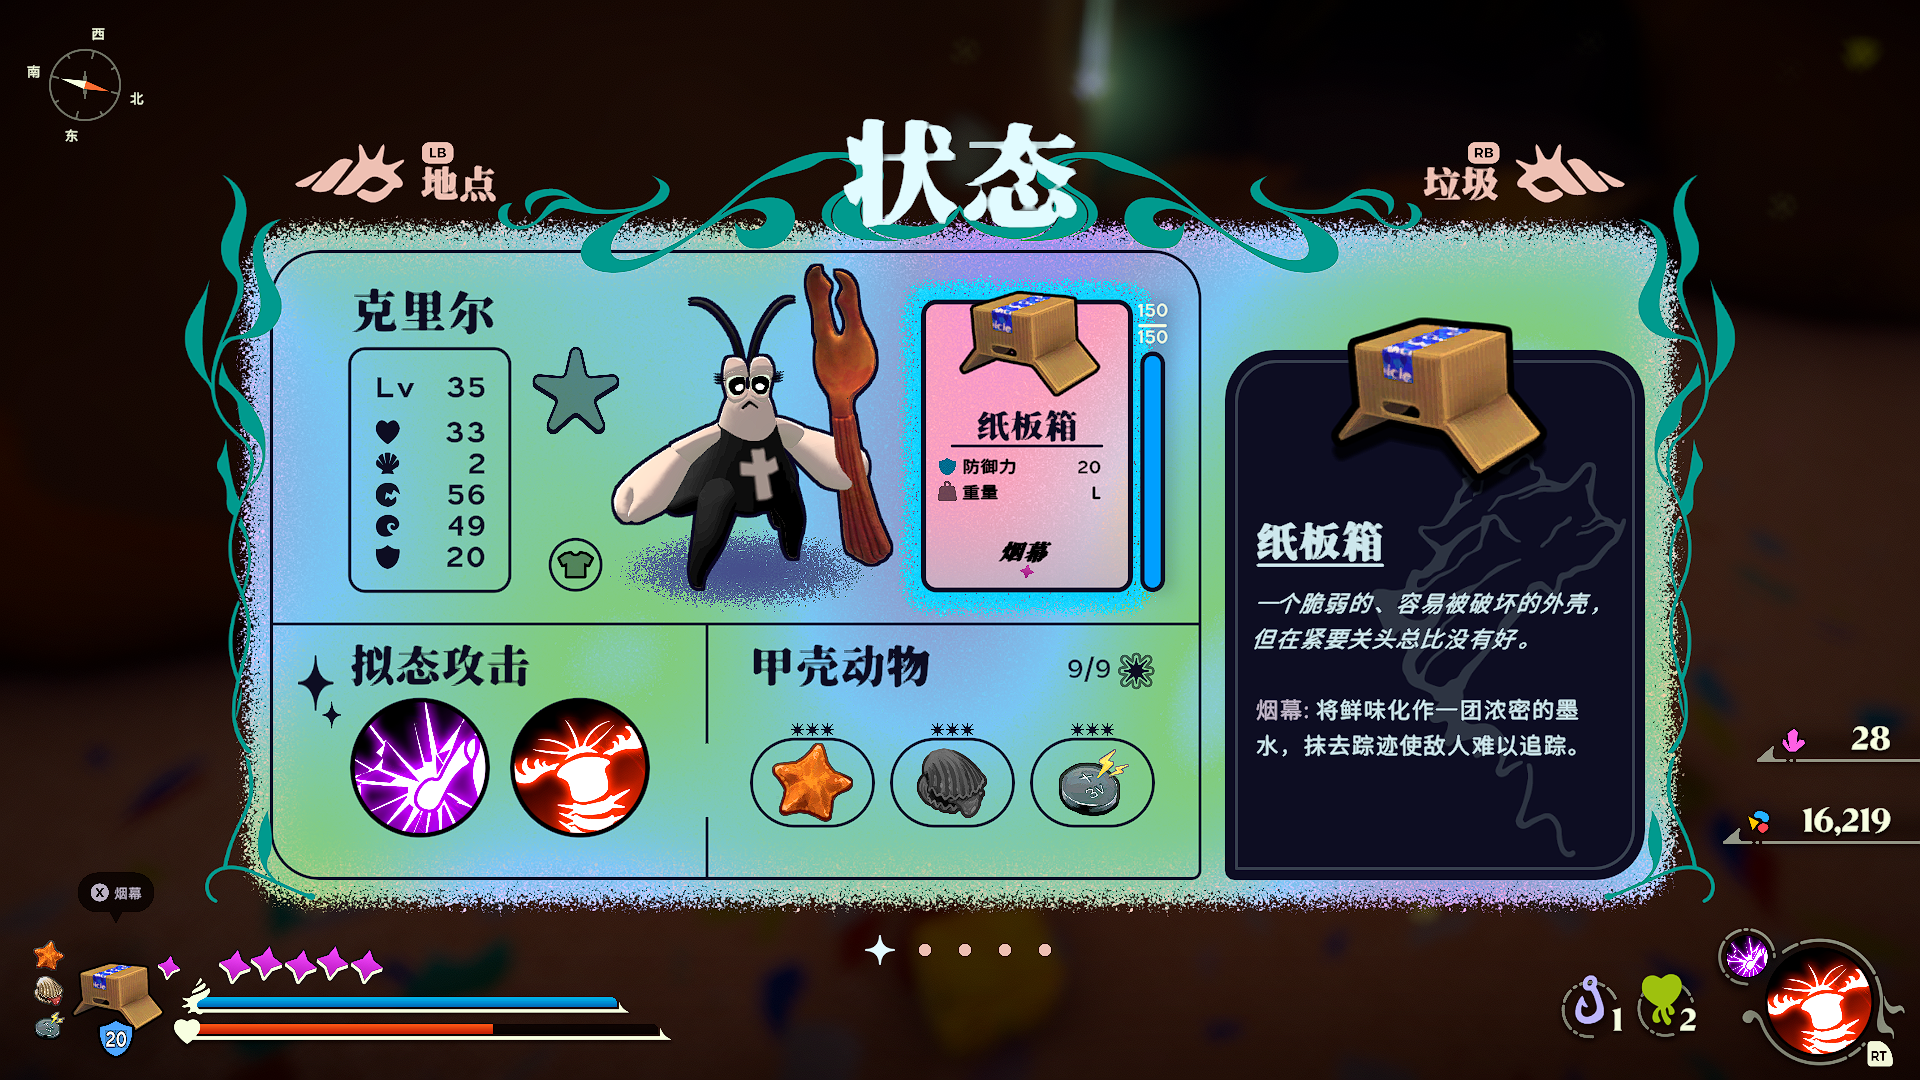 西
南
北
东
LB
地点
状态
RB
垃圾
克里尔
Lv 35
33
2
56
49
20
150
150
纸板箱
防御力 20
重量 L
烟幕
纸板箱
一个脆弱的、容易被破坏的外壳，
但在紧要关头总比没有好。
烟幕: 将鲜味化作一团浓密的墨
水，抹去踪迹使敌人难以追踪。
拟态攻击
甲壳动物 9/9
3V
28
16,219
X 烟幕
20
1
2
RT